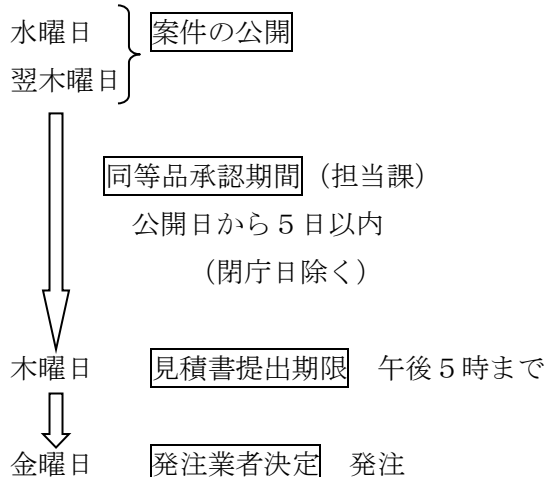 水曜日 案件の公開
翌木曜日
同等品承認期間（担当課）
公開日から５日以内
（閉庁日除く）
木曜日 見積書提出期限 午後５時まで
金曜日 発注業者決定 発注